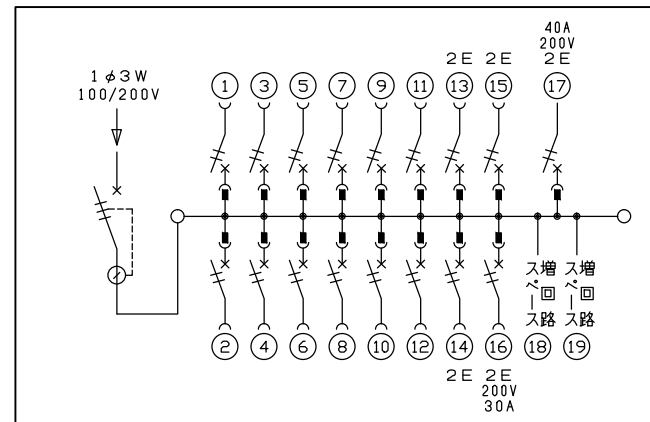 40A
200V
2E 2E 2E
1φ3W
100/200V
① ③ ⑤ ⑦ ⑨ ⑪ ⑬ ⑮ ⑰
増回路
スペース
増回路
スペース
② ④ ⑥ ⑧ ⑩ ⑫ ⑭ ⑯ ⑱ ⑲
2E 2E
200V
30A